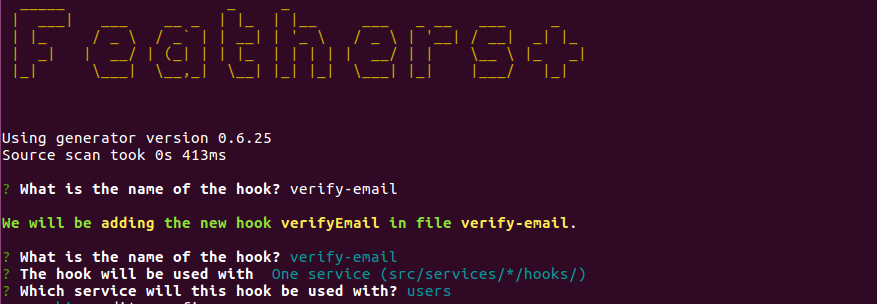 Feathers+
Using generator version 0.6.25
Source scan took 0s 413ms
? What is the name of the hook? verify-email
We will be adding the new hook verifyEmail in file verify-email.
? What is the name of the hook? verify-email
? The hook will be used with  One service (src/services/*/hooks/)
? Which service will this hook be used with? users